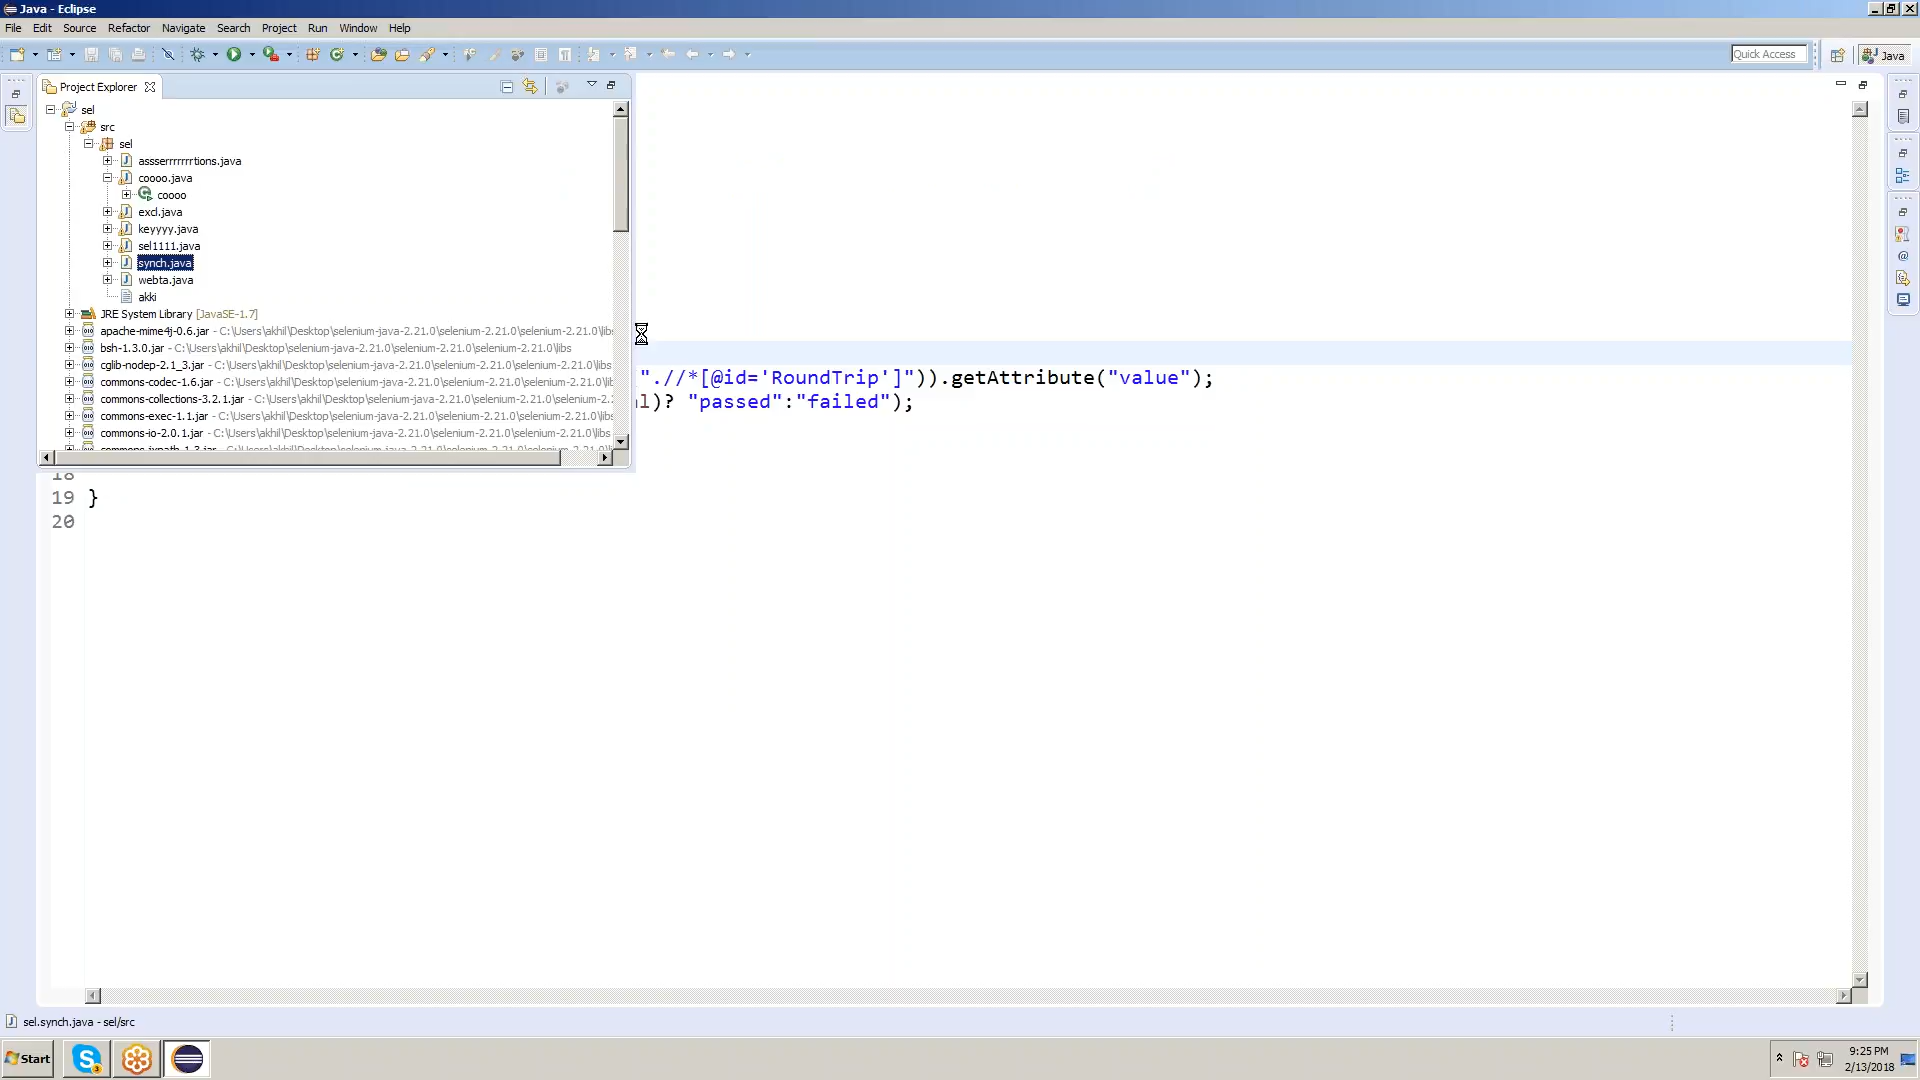 Java - Eclipse
File Edit Source Refactor Navigate Search Project Run Window Help
Quick Access
Java
Project Explorer
sel
src
sel
assserrrrrrrtions.java
coooo.java
coooo
excl.java
keyyyy.java
sel1111.java
synch.java
webta.java
akki
JRE System Library [JavaSE-1.7]
apache-mime4j-0.6.jar - C:\Users\akhil\Desktop\selenium-java-2.21.0\selenium-2.21.0\selenium-2.21.0\libs
bsh-1.3.0.jar - C:\Users\akhil\Desktop\selenium-java-2.21.0\selenium-2.21.0\selenium-2.21.0\libs
cglib-nodep-2.1_3.jar - C:\Users\akhil\Desktop\selenium-java-2.21.0\selenium-2.21.0\selenium-2.21.0\libs
commons-codec-1.6.jar - C:\Users\akhil\Desktop\selenium-java-2.21.0\selenium-2.21.0\selenium-2.21.0\lib
commons-collections-3.2.1.jar - C:\Users\akhil\Desktop\selenium-java-2.21.0\selenium-2.21.0\selenium-2.
commons-exec-1.1.jar - C:\Users\akhil\Desktop\selenium-java-2.21.0\selenium-2.21.0\selenium-2.21.0\libs
commons-io-2.0.1.jar - C:\Users\akhil\Desktop\selenium-java-2.21.0\selenium-2.21.0\selenium-2.21.0\libs
".//*[@id='RoundTrip']")).getAttribute("value");
l)? "passed":"failed");
18
19 }
20
sel.synch.java - sel/src
Start
9:25 PM
2/13/2018